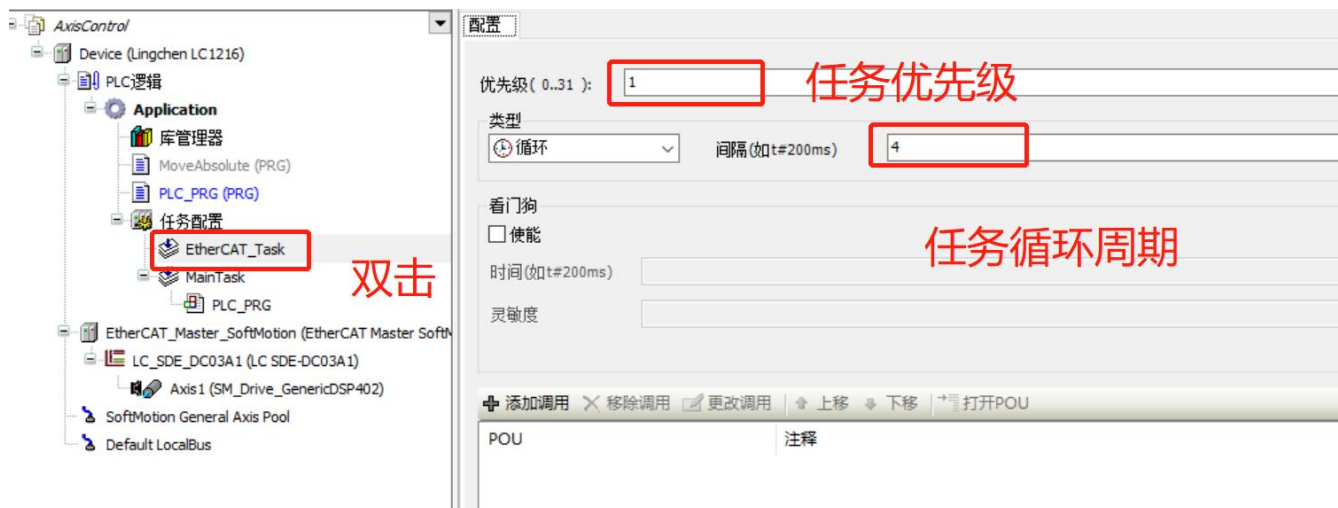 AxisControl
Device (Lingchen LC1216)
PLC逻辑
Application
库管理器
MoveAbsolute (PRG)
PLC_PRG (PRG)
任务配置
EtherCAT_Task
双击
MainTask
PLC_PRG
EtherCAT_Master_SoftMotion (EtherCAT Master SoftM
LC_SDE_DC03A1 (LC SDE-DC03A1)
Axis1 (SM_Drive_GenericDSP402)
SoftMotion General Axis Pool
Default LocalBus
配置
优先级( 0..31 ): 1 任务优先级
类型
循环 间隔(如t#200ms) 4
看门狗
使能
任务循环周期
时间(如t#200ms)
灵敏度
添加调用 移除调用 更改调用 上移 下移 打开POU
POU 注释